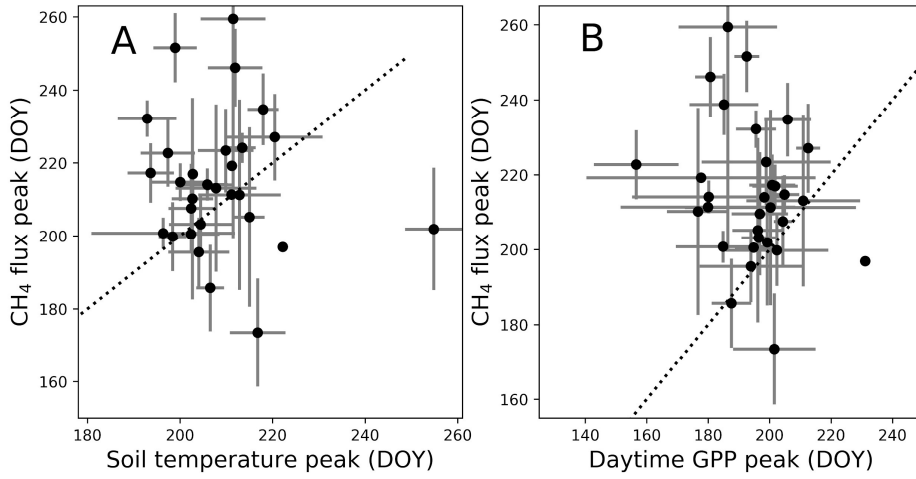 A
CH4 flux peak (DOY)
260
240
220
200
180
160
180 200 220 240 260
Soil temperature peak (DOY)
B
CH4 flux peak (DOY)
260
240
220
200
180
160
140 160 180 200 220 240
Daytime GPP peak (DOY)